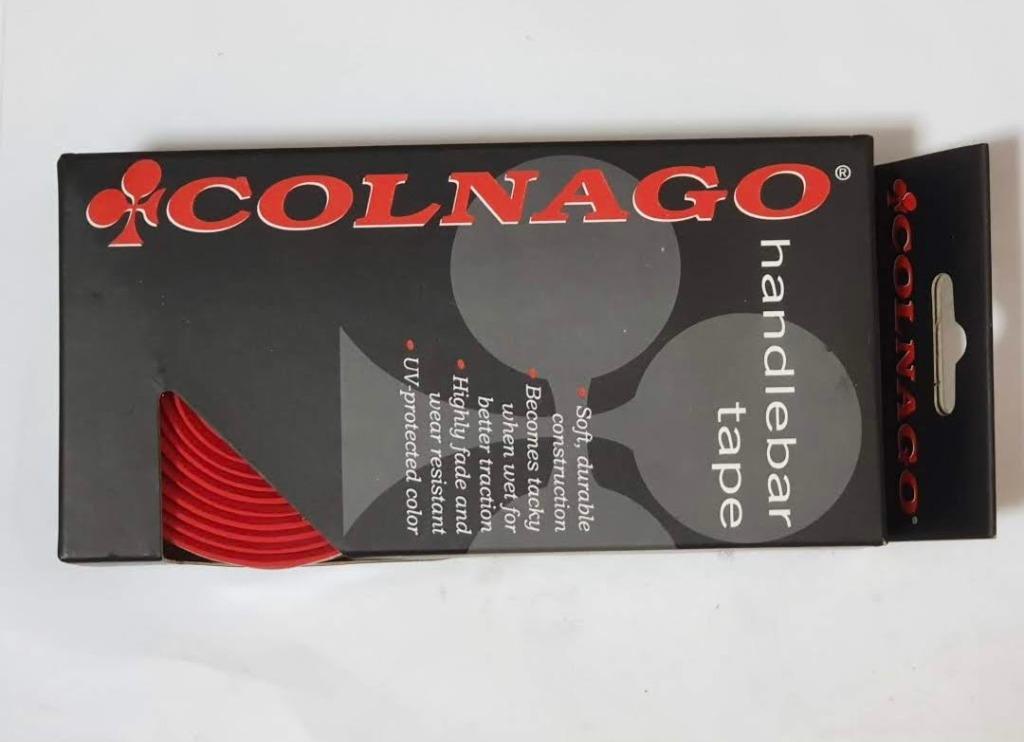 COLNAGO®
handlebar
tape
• Soft, durable
construction
• Becomes tacky
when wet for
better traction
• Highly fade and
wear resistant
• UV-protected color
COLNAGO®